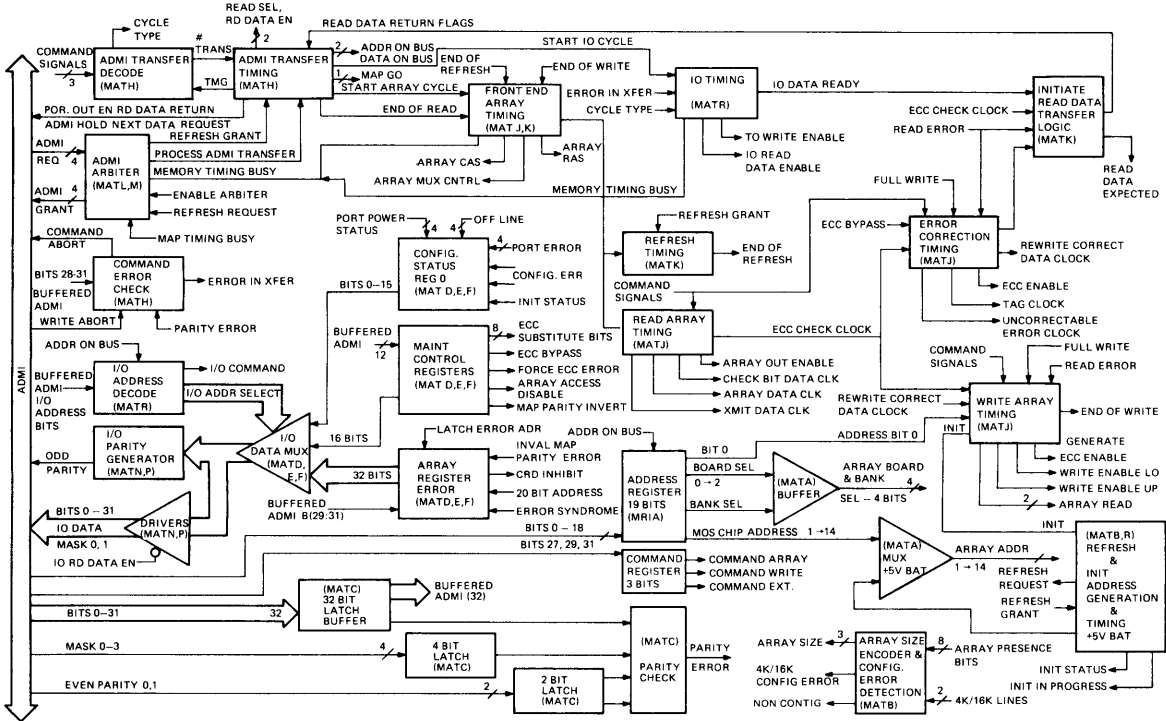 CYCLE
TYPE
COMMAND
SIGNALS
3
ADMI TRANSFER
DECODE
(MATH)
#
TRANS
TMG
READ SEL,
RD DATA EN
2
ADMI TRANSFER
TIMING
(MATH)
READ DATA RETURN FLAGS
2
ADDR ON BUS
DATA ON BUS
1
MAP GO
START ARRAY CYCLE
END OF READ
START IO CYCLE
END OF
REFRESH
END OF WRITE
FRONT END
ARRAY
TIMING
(MAT J,K)
ERROR IN XFER
CYCLE TYPE
IO TIMING
(MATR)
IO DATA READY
ECC CHECK CLOCK
READ ERROR
INITIATE
READ DATA
TRANSFER
LOGIC
(MATK)
READ
DATA
EXPECTED
POR. OUT EN RD DATA RETURN
ADMI HOLD NEXT DATA REQUEST
REFRESH GRANT
ADMI
REQ
4
ADMI
ARBITER
(MATL,M)
PROCESS ADMI TRANSFER
MEMORY TIMING BUSY
ADMI
GRANT
4
ENABLE ARBITER
REFRESH REQUEST
MAP TIMING BUSY
ARRAY CAS
ARRAY MUX CNTRL
ARRAY
RAS
TO WRITE ENABLE
IO READ
DATA ENABLE
MEMORY TIMING BUSY
COMMAND
ABORT
BITS 28-31
BUFFERED
ADMI
COMMAND
ERROR
CHECK
(MATH)
ERROR IN XFER
WRITE ABORT
PARITY ERROR
PORT POWER
STATUS
4
4
OFF LINE
CONFIG.
STATUS
REG 0
(MAT D,E,F)
4
PORT ERROR
CONFIG. ERR
INIT STATUS
BITS 0–15
REFRESH GRANT
REFRESH
TIMING
(MATK)
END OF
REFRESH
FULL WRITE
ECC BYPASS
ERROR
CORRECTION
TIMING
(MATJ)
REWRITE CORRECT
DATA CLOCK
ECC ENABLE
TAG CLOCK
UNCORRECTABLE
ERROR CLOCK
COMMAND
SIGNALS
READ ARRAY
TIMING
(MATJ)
ECC CHECK CLOCK
ARRAY OUT ENABLE
CHECK BIT DATA CLK
ARRAY DATA CLK
XMIT DATA CLK
ADMI
ADDR ON BUS
BUFFERED
ADMI
I/O
ADDRESS
BITS
I/O
ADDRESS
DECODE
(MATR)
I/O COMMAND
I/O ADDR SELECT
BUFFERED
ADMI
12
MAINT
CONTROL
REGISTERS
(MAT D,E,F)
8
ECC
SUBSTITUTE BITS
ECC BYPASS
FORCE ECC ERROR
ARRAY ACCESS
DISABLE
MAP PARITY INVERT
16 BITS
COMMAND
SIGNALS
FULL WRITE
READ ERROR
REWRITE CORRECT
DATA CLOCK
WRITE ARRAY
TIMING
(MATJ)
END OF WRITE
ADDRESS BIT 0
INIT
GENERATE
ECC ENABLE
WRITE ENABLE LO
WRITE ENABLE UP
2
ARRAY READ
ODD
PARITY
I/O
PARITY
GENERATOR
(MATN,P)
I/O
DATA MUX
(MATD,
E,F)
32 BITS
LATCH ERROR ADR
ARRAY
REGISTER
ERROR
(MATD,E,F)
INVAL MAP
PARITY ERROR
CRD INHIBIT
20 BIT ADDRESS
ERROR SYNDROME
BUFFERED
ADMI B(29:31)
ADDR ON BUS
ADDRESS
REGISTER
19 BITS
(MRIA)
BIT 0
BOARD SEL
0→2
BANK SEL
MOS CHIP ADDRESS 1→14
(MATA)
BUFFER
ARRAY BOARD
& BANK
4
SEL -- 4 BITS
BITS 0–31
IO DATA
MASK 0, 1
DRIVERS
(MATN,P)
IO RD DATA EN
BITS 0 – 18
BITS 27, 29, 31
COMMAND
REGISTER
3 BITS
COMMAND ARRAY
COMMAND WRITE
COMMAND EXT.
(MATA)
MUX
+5V BAT
ARRAY ADDR
1→14
INIT
(MATB,R)
REFRESH
&
INIT
ADDRESS
GENERATION
&
TIMING
+5V BAT
REFRESH
REQUEST
REFRESH
GRANT
INIT STATUS
INIT IN PROGRESS
BITS 0–31
32
(MATC)
32 BIT
LATCH
BUFFER
BUFFERED
ADMI (32)
MASK 0–3
4
4 BIT
LATCH
(MATC)
EVEN PARITY 0,1
2
2 BIT
LATCH
(MATC)
(MATC)
PARITY
CHECK
PARITY
ERROR
ARRAY SIZE
3
4K/16K
CONFIG ERROR
NON CONTIG
ARRAY SIZE
ENCODER &
CONFIG.
ERROR
DETECTION
(MATB)
8
ARRAY PRESENCE
BITS
2
4K/16K LINES